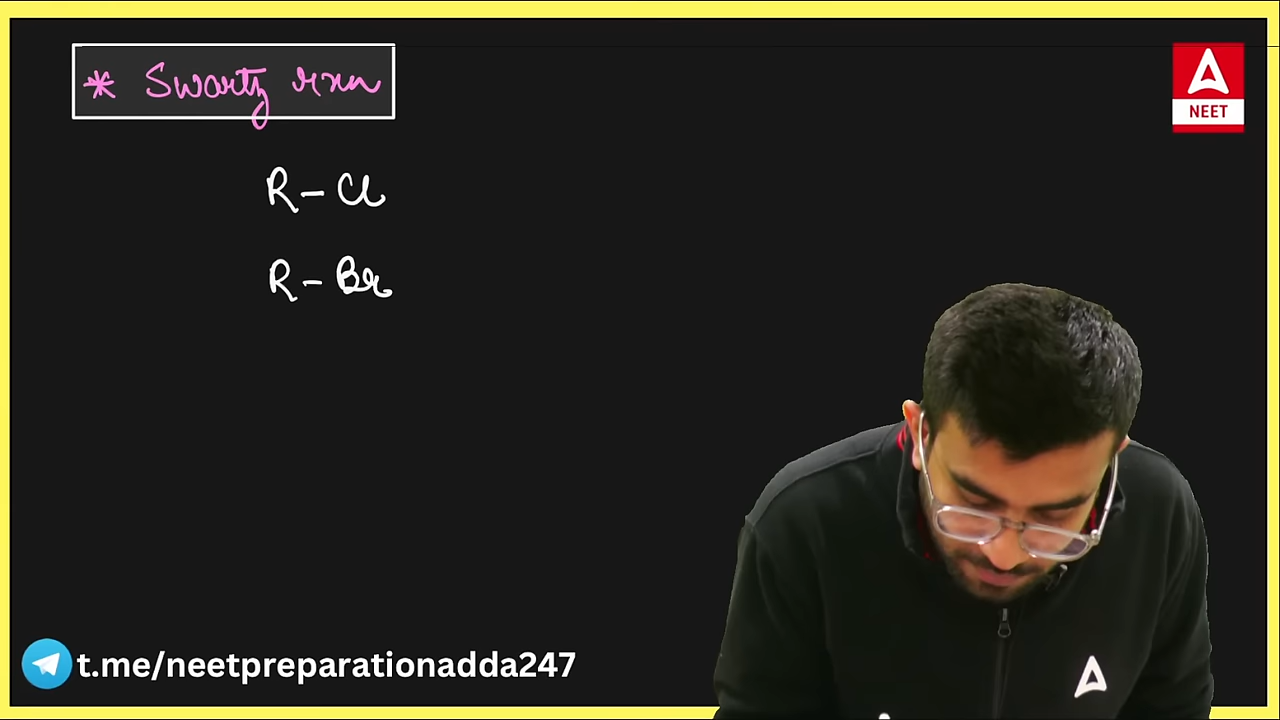 * Swartz rxn
R - Cl
R - Br
NEET
t.me/neetpreparationadda247